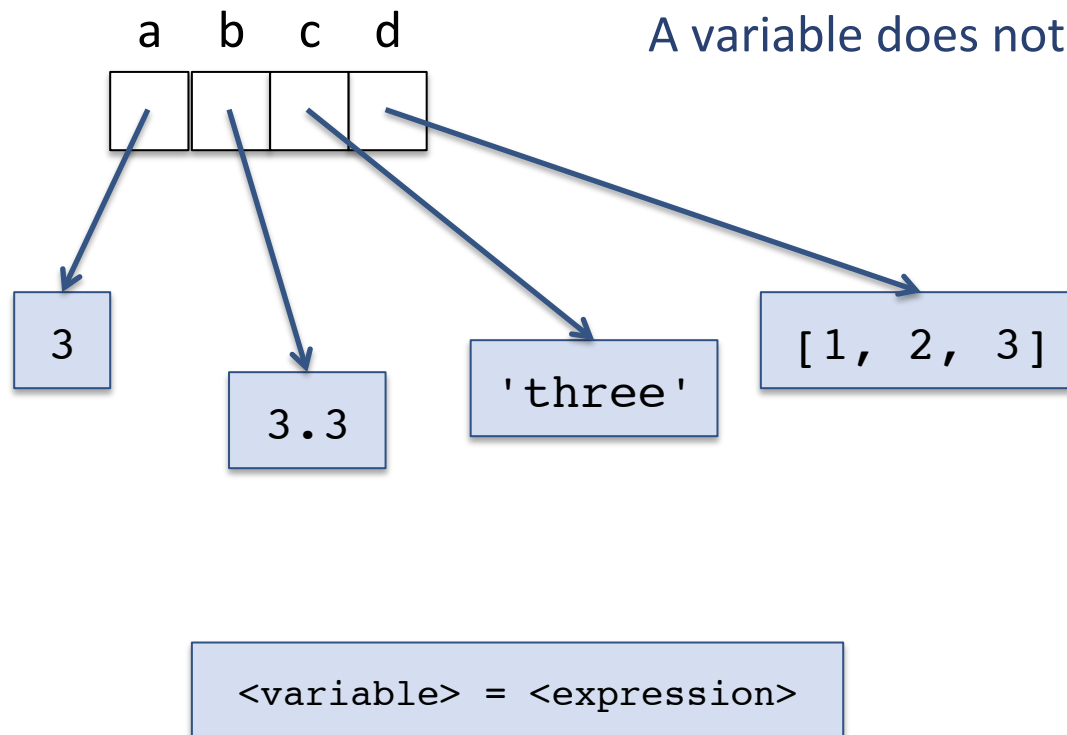 a b c d
A variable does not
3
3.3
'three'
[1, 2, 3]
<variable> = <expression>